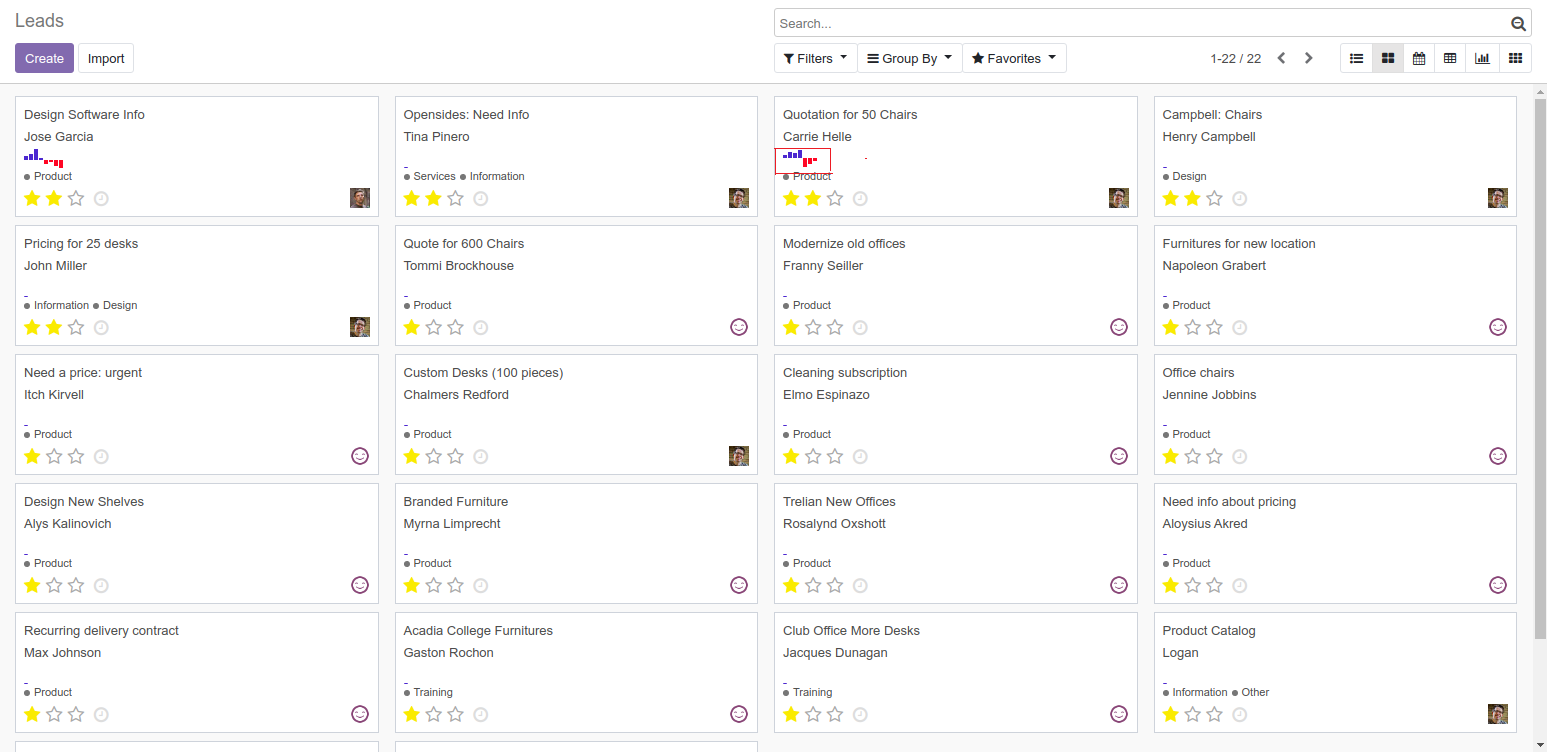 Leads
Search...
Create Import
Filters Group By Favorites 1-22 / 22
Design Software Info
Jose Garcia
Product
Opensides: Need Info
Tina Pinero
Services Information
Quotation for 50 Chairs
Carrie Helle
Product
Campbell: Chairs
Henry Campbell
Design
Pricing for 25 desks
John Miller
Information Design
Quote for 600 Chairs
Tommi Brockhouse
Product
Modernize old offices
Franny Seiller
Product
Furnitures for new location
Napoleon Grabert
Product
Need a price: urgent
Itch Kirvell
Product
Custom Desks (100 pieces)
Chalmers Redford
Product
Cleaning subscription
Elmo Espinazo
Product
Office chairs
Jennine Jobbins
Product
Design New Shelves
Alys Kalinovich
Product
Branded Furniture
Myrna Limprecht
Product
Trelian New Offices
Rosalynd Oxshott
Product
Need info about pricing
Aloysius Akred
Product
Recurring delivery contract
Max Johnson
Product
Acadia College Furnitures
Gaston Rochon
Training
Club Office More Desks
Jacques Dunagan
Training
Product Catalog
Logan
Information Other